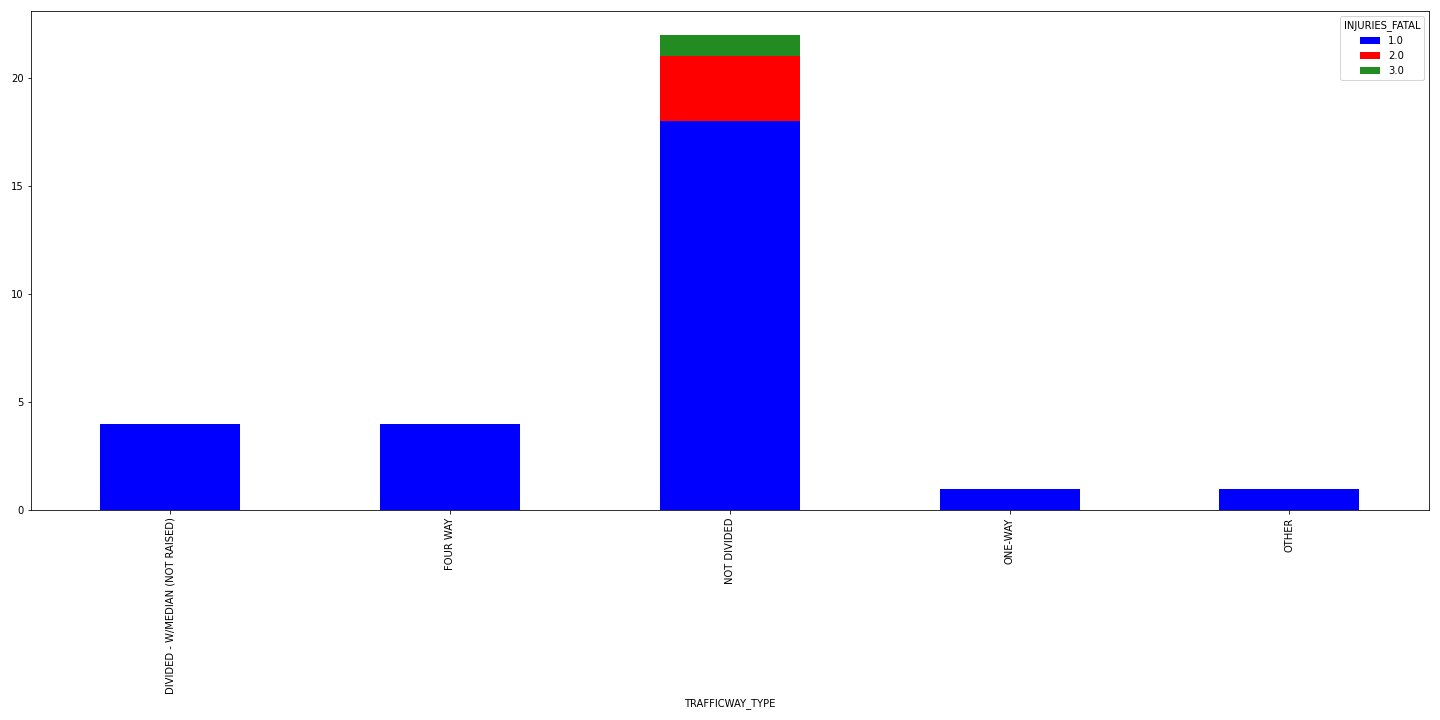 INJURIES_FATAL
1.0
2.0
3.0
20
15
10
5
0
DIVIDED - W/MEDIAN (NOT RAISED)
FOUR WAY
NOT DIVIDED
ONE-WAY
OTHER
TRAFFICWAY_TYPE